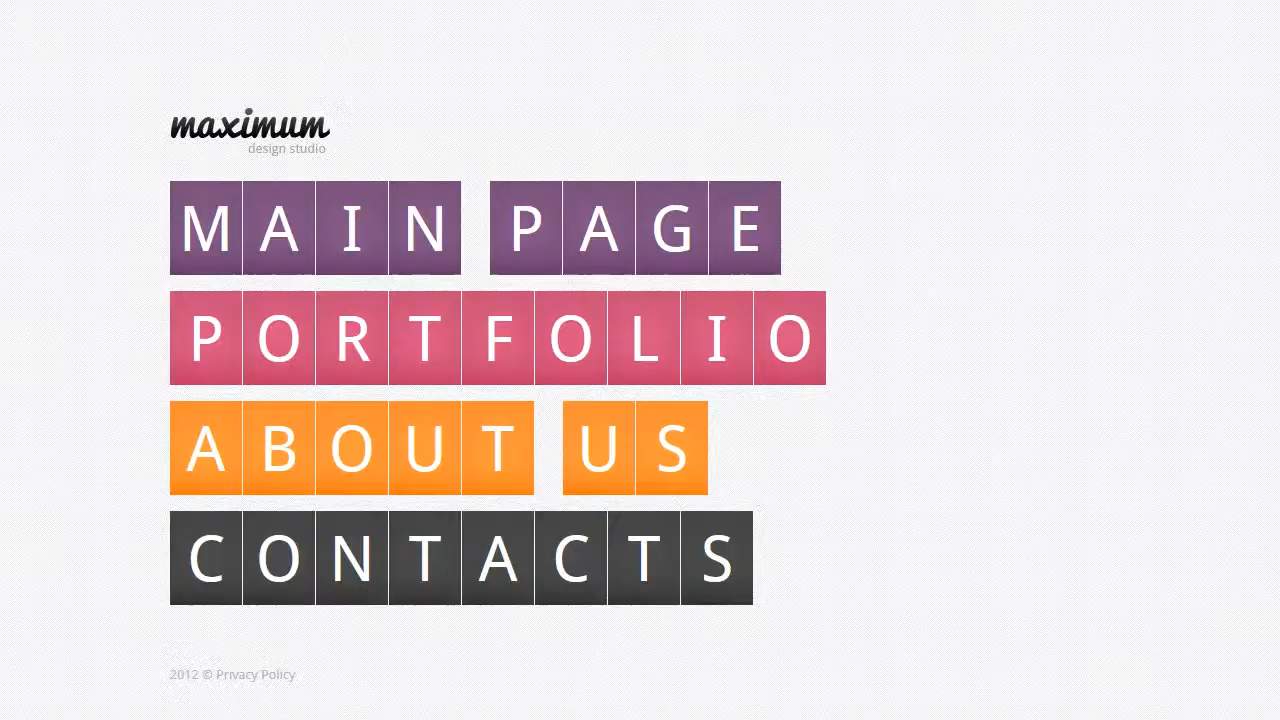 maximum
design studio
MAIN PAGE
PORTFOLIO
ABOUT US
CONTACTS
2012 © Privacy Policy